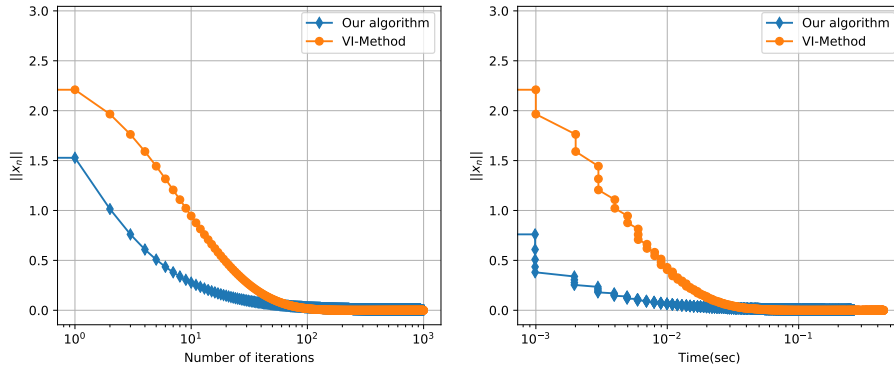 3.0
2.5
2.0
1.5
1.0
0.5
0.0
||x_n||
10^0
10^1
10^2
10^3
Number of iterations
Our algorithm
VI-Method
3.0
2.5
2.0
1.5
1.0
0.5
0.0
||x_n||
10^−3
10^−2
10^−1
Time(sec)
Our algorithm
VI-Method